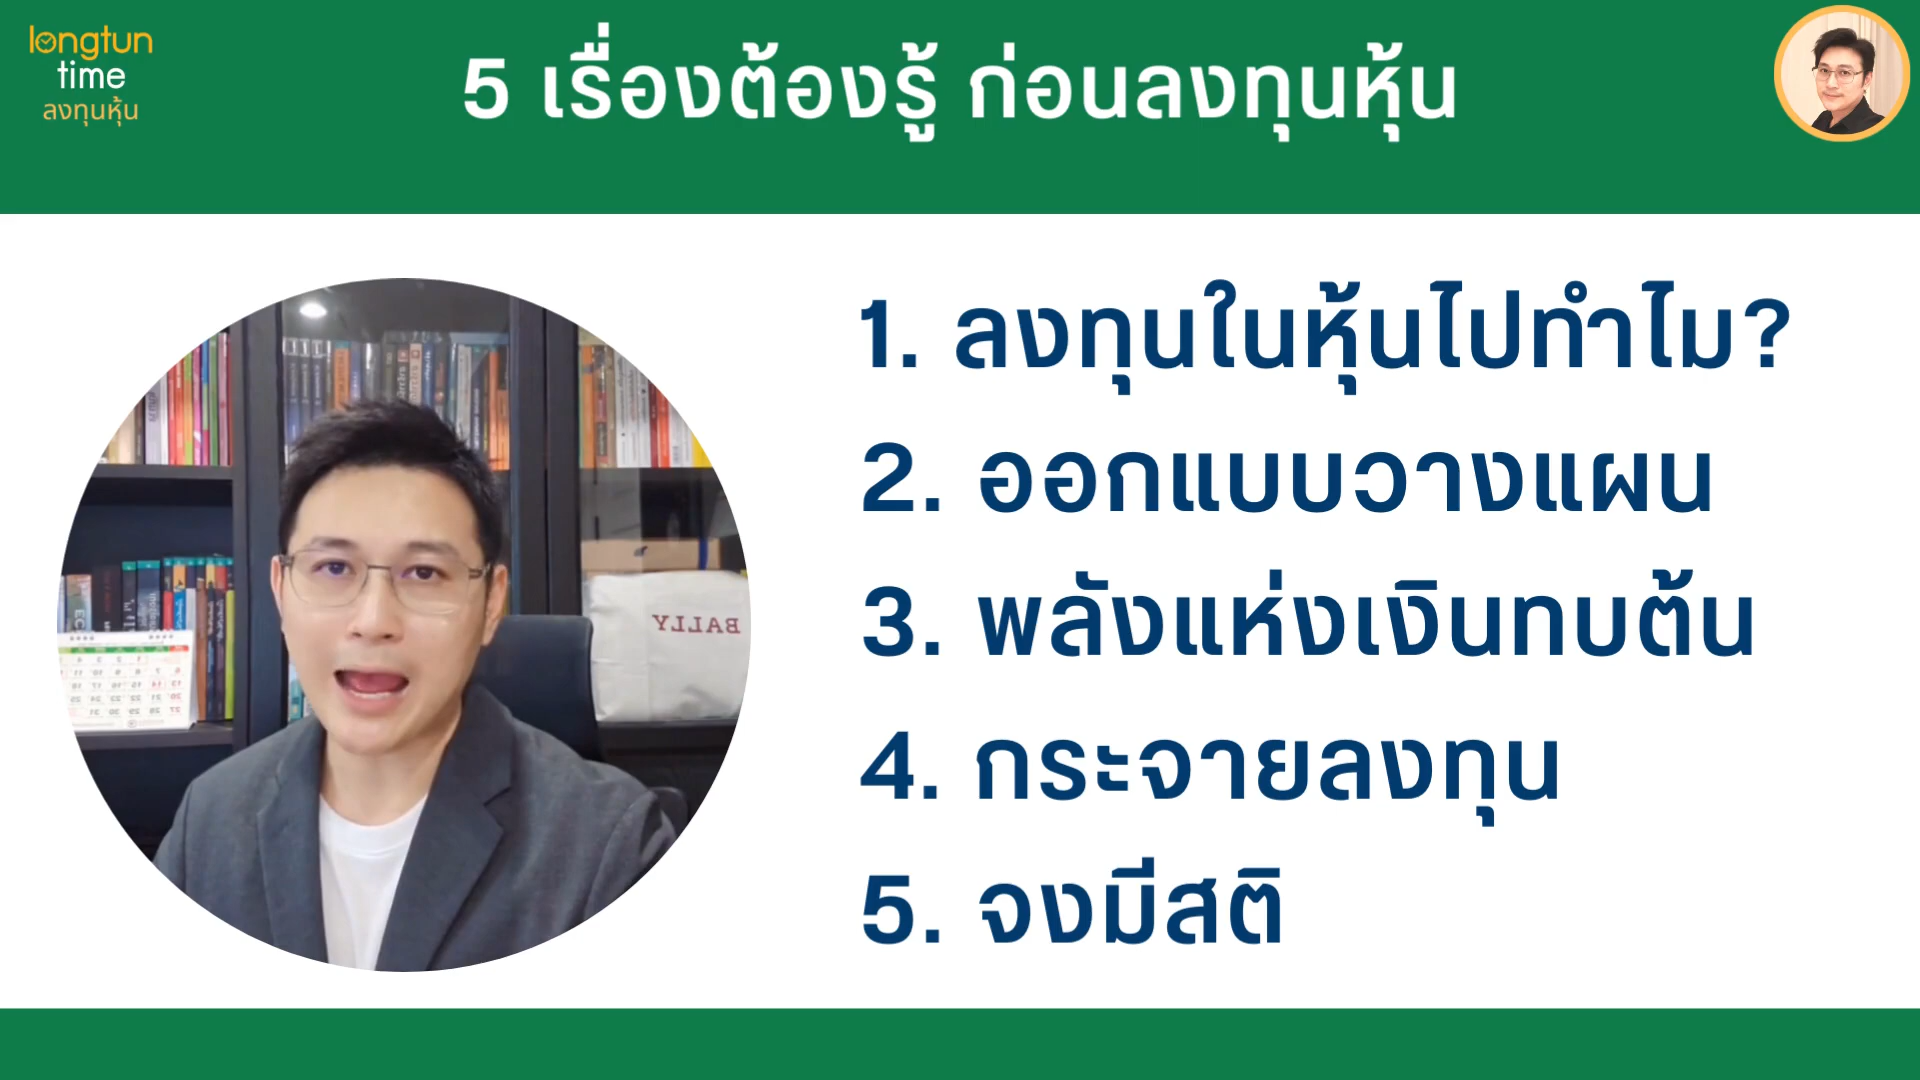 longtun
time
ลงทุนหุ้น
5 เรื่องต้องรู้ ก่อนลงทุนหุ้น
1. ลงทุนในหุ้นไปทำไม?
2. ออกแบบวางแผน
3. พลังแห่งเงินทบต้น
4. กระจายลงทุน
5. จงมีสติ
BALLY